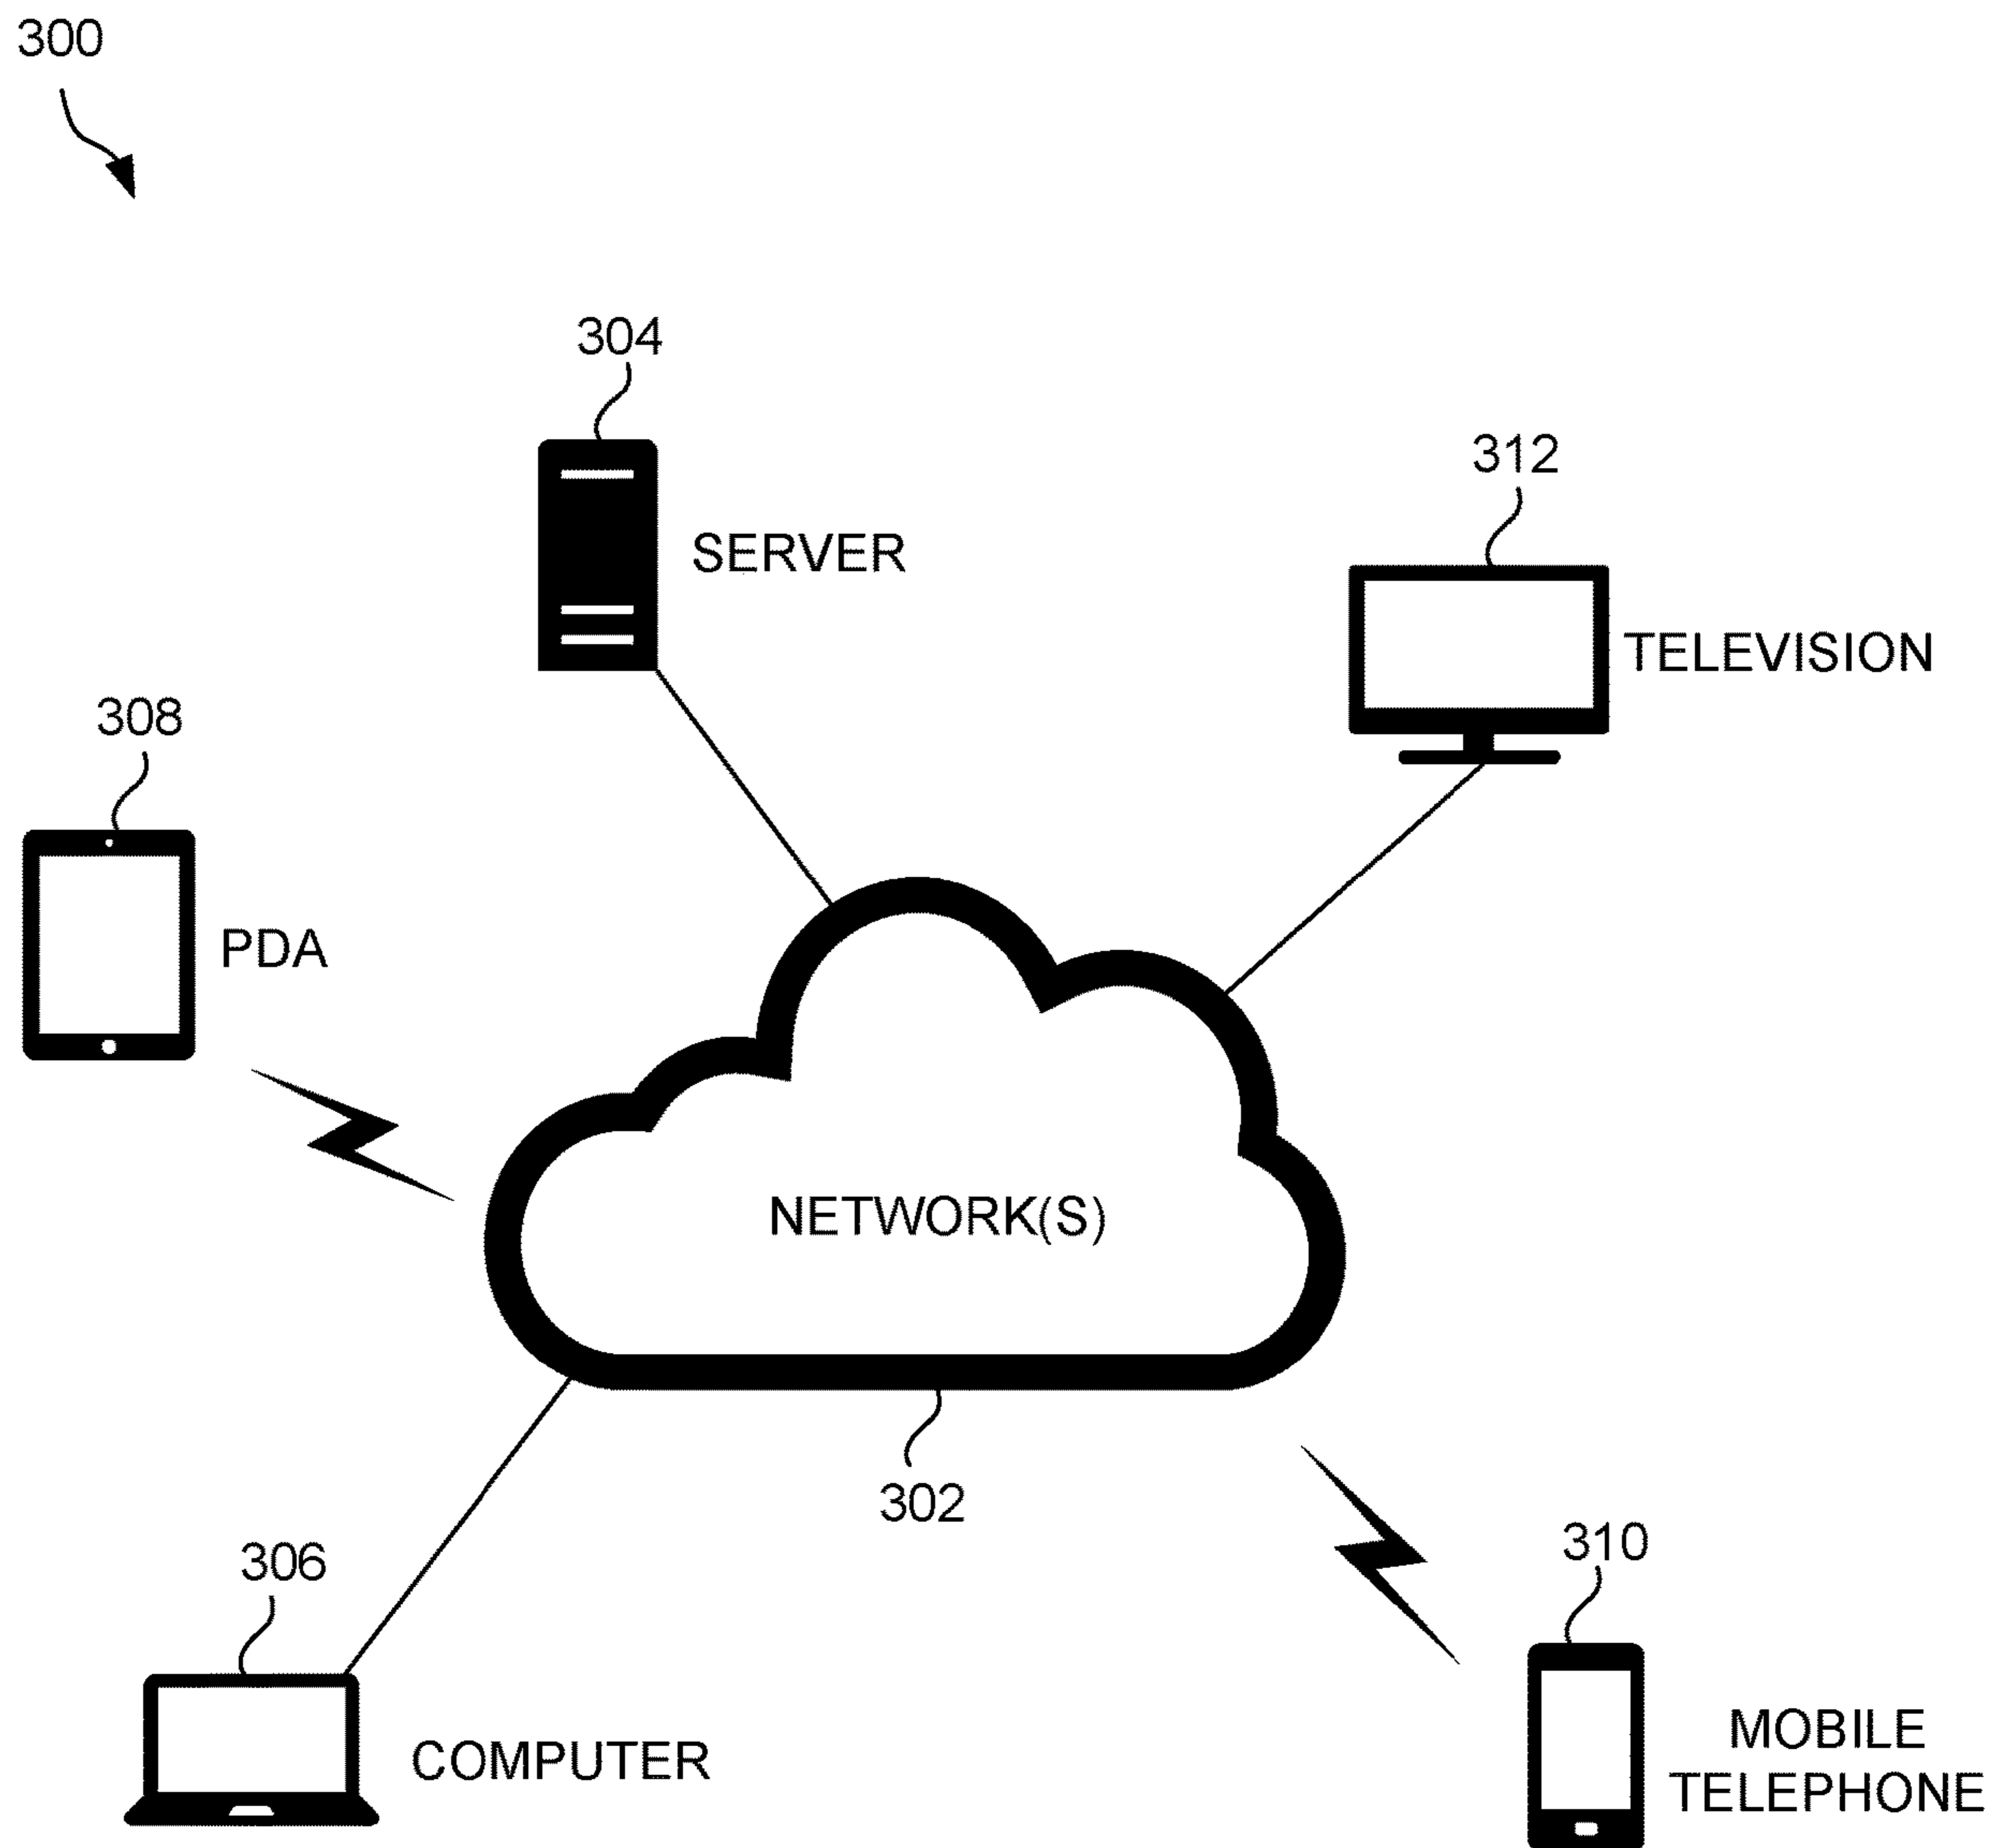 300
304
SERVER
312
TELEVISION
308
PDA
NETWORK(S)
302
306
COMPUTER
310
MOBILE
TELEPHONE